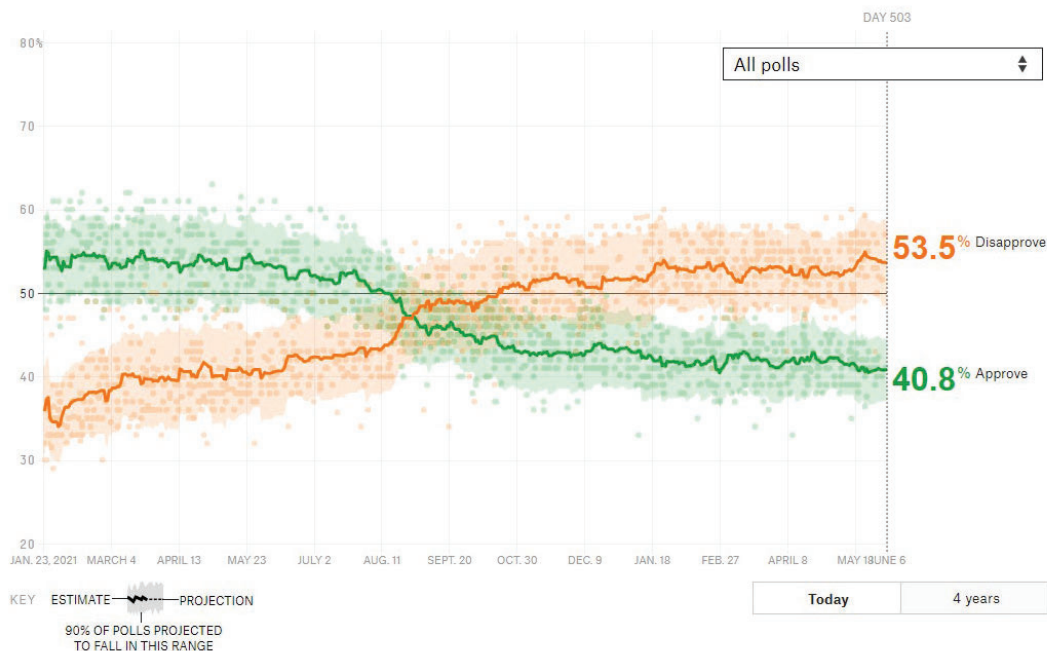 DAY 503
80%
All polls
70
60
53.5% Disapprove
50
40.8% Approve
40
30
20
JAN. 23, 2021 MARCH 4 APRIL 13 MAY 23 JULY 2 AUG. 11 SEPT. 20 OCT. 30 DEC. 9 JAN. 18 FEB. 27 APRIL 8 MAY 18 JUNE 6
KEY ESTIMATE PROJECTION
Today 4 years
90% OF POLLS PROJECTED
TO FALL IN THIS RANGE